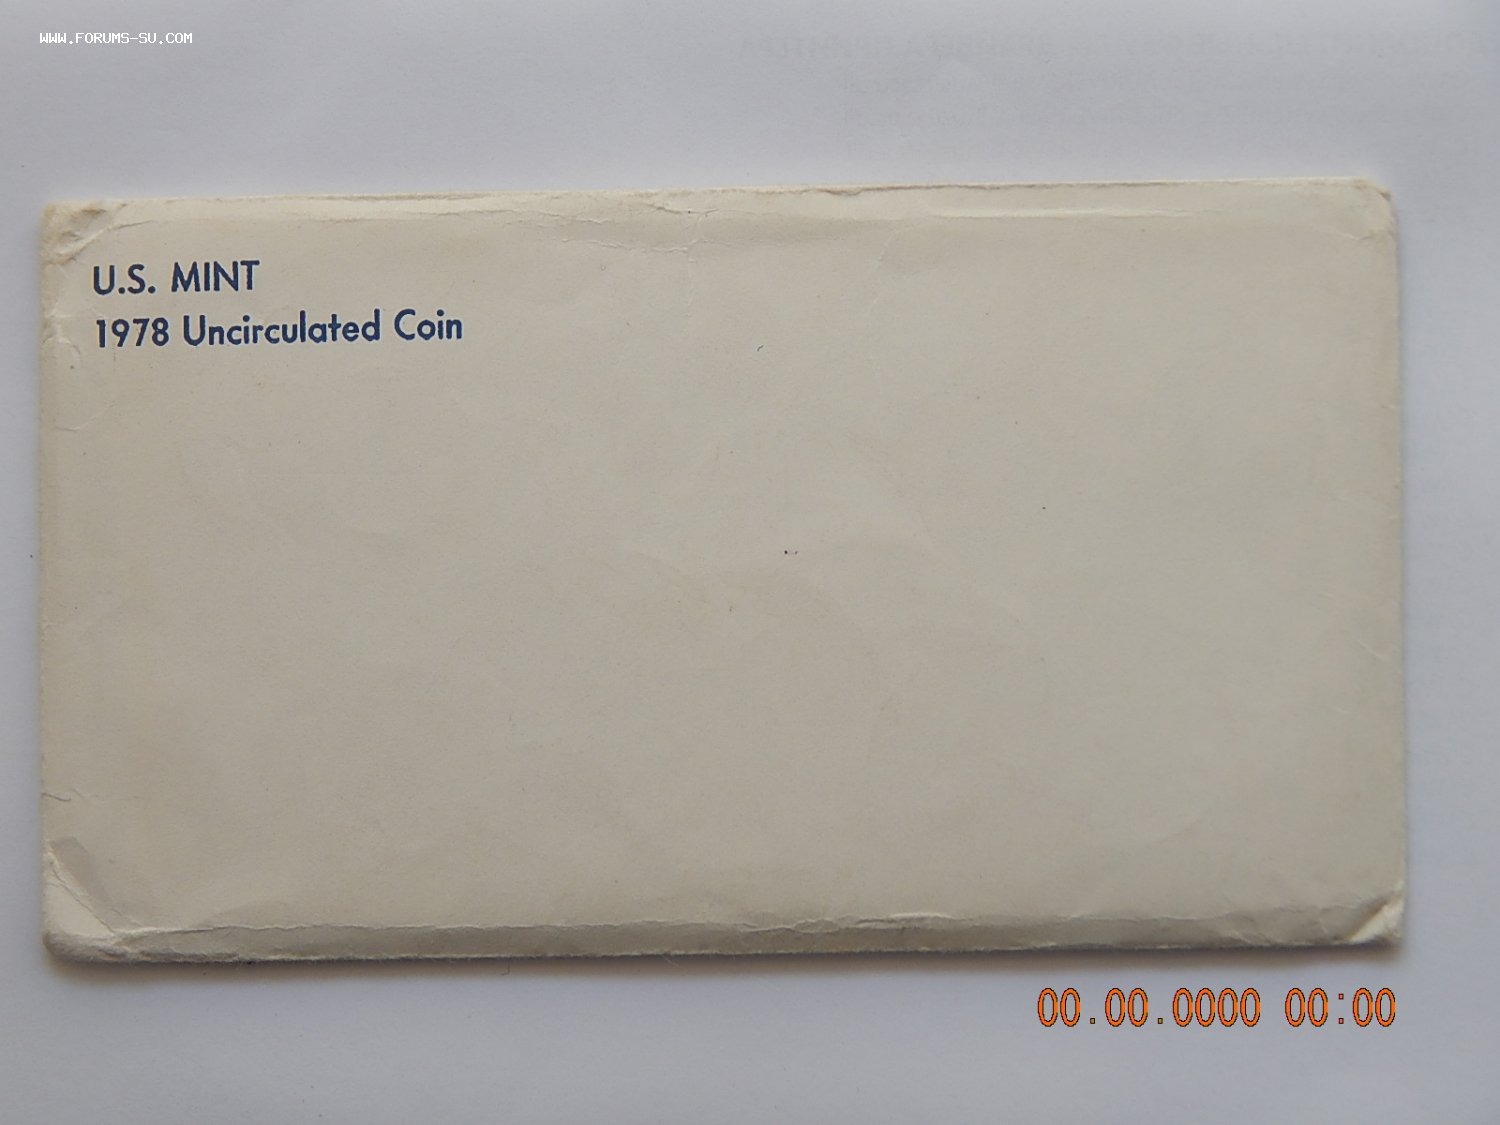 WWW.FORUMS-SU.COM
U.S. MINT
1978 Uncirculated Coin
00.00.0000 00:00